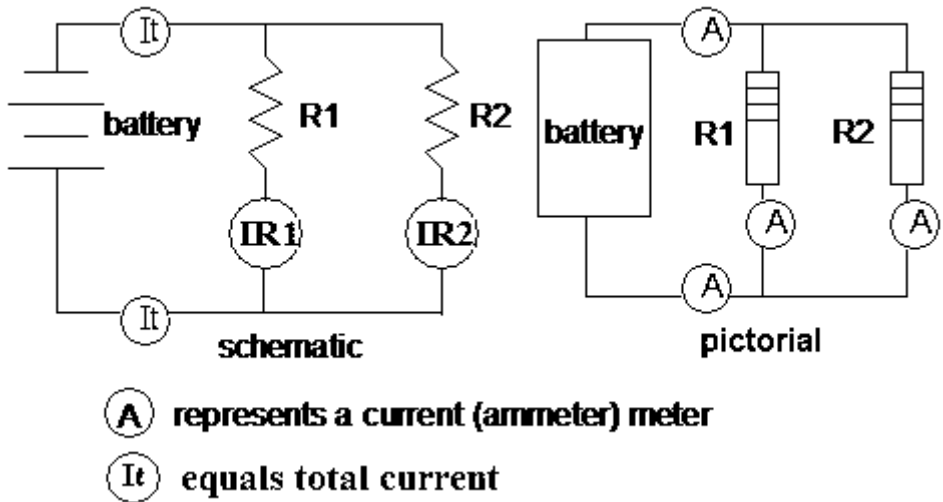 It
A
battery
R1
R2
battery
R1
R2
IR1
IR2
A
A
It
A
schematic
pictorial
A represents a current (ammeter) meter
It equals total current